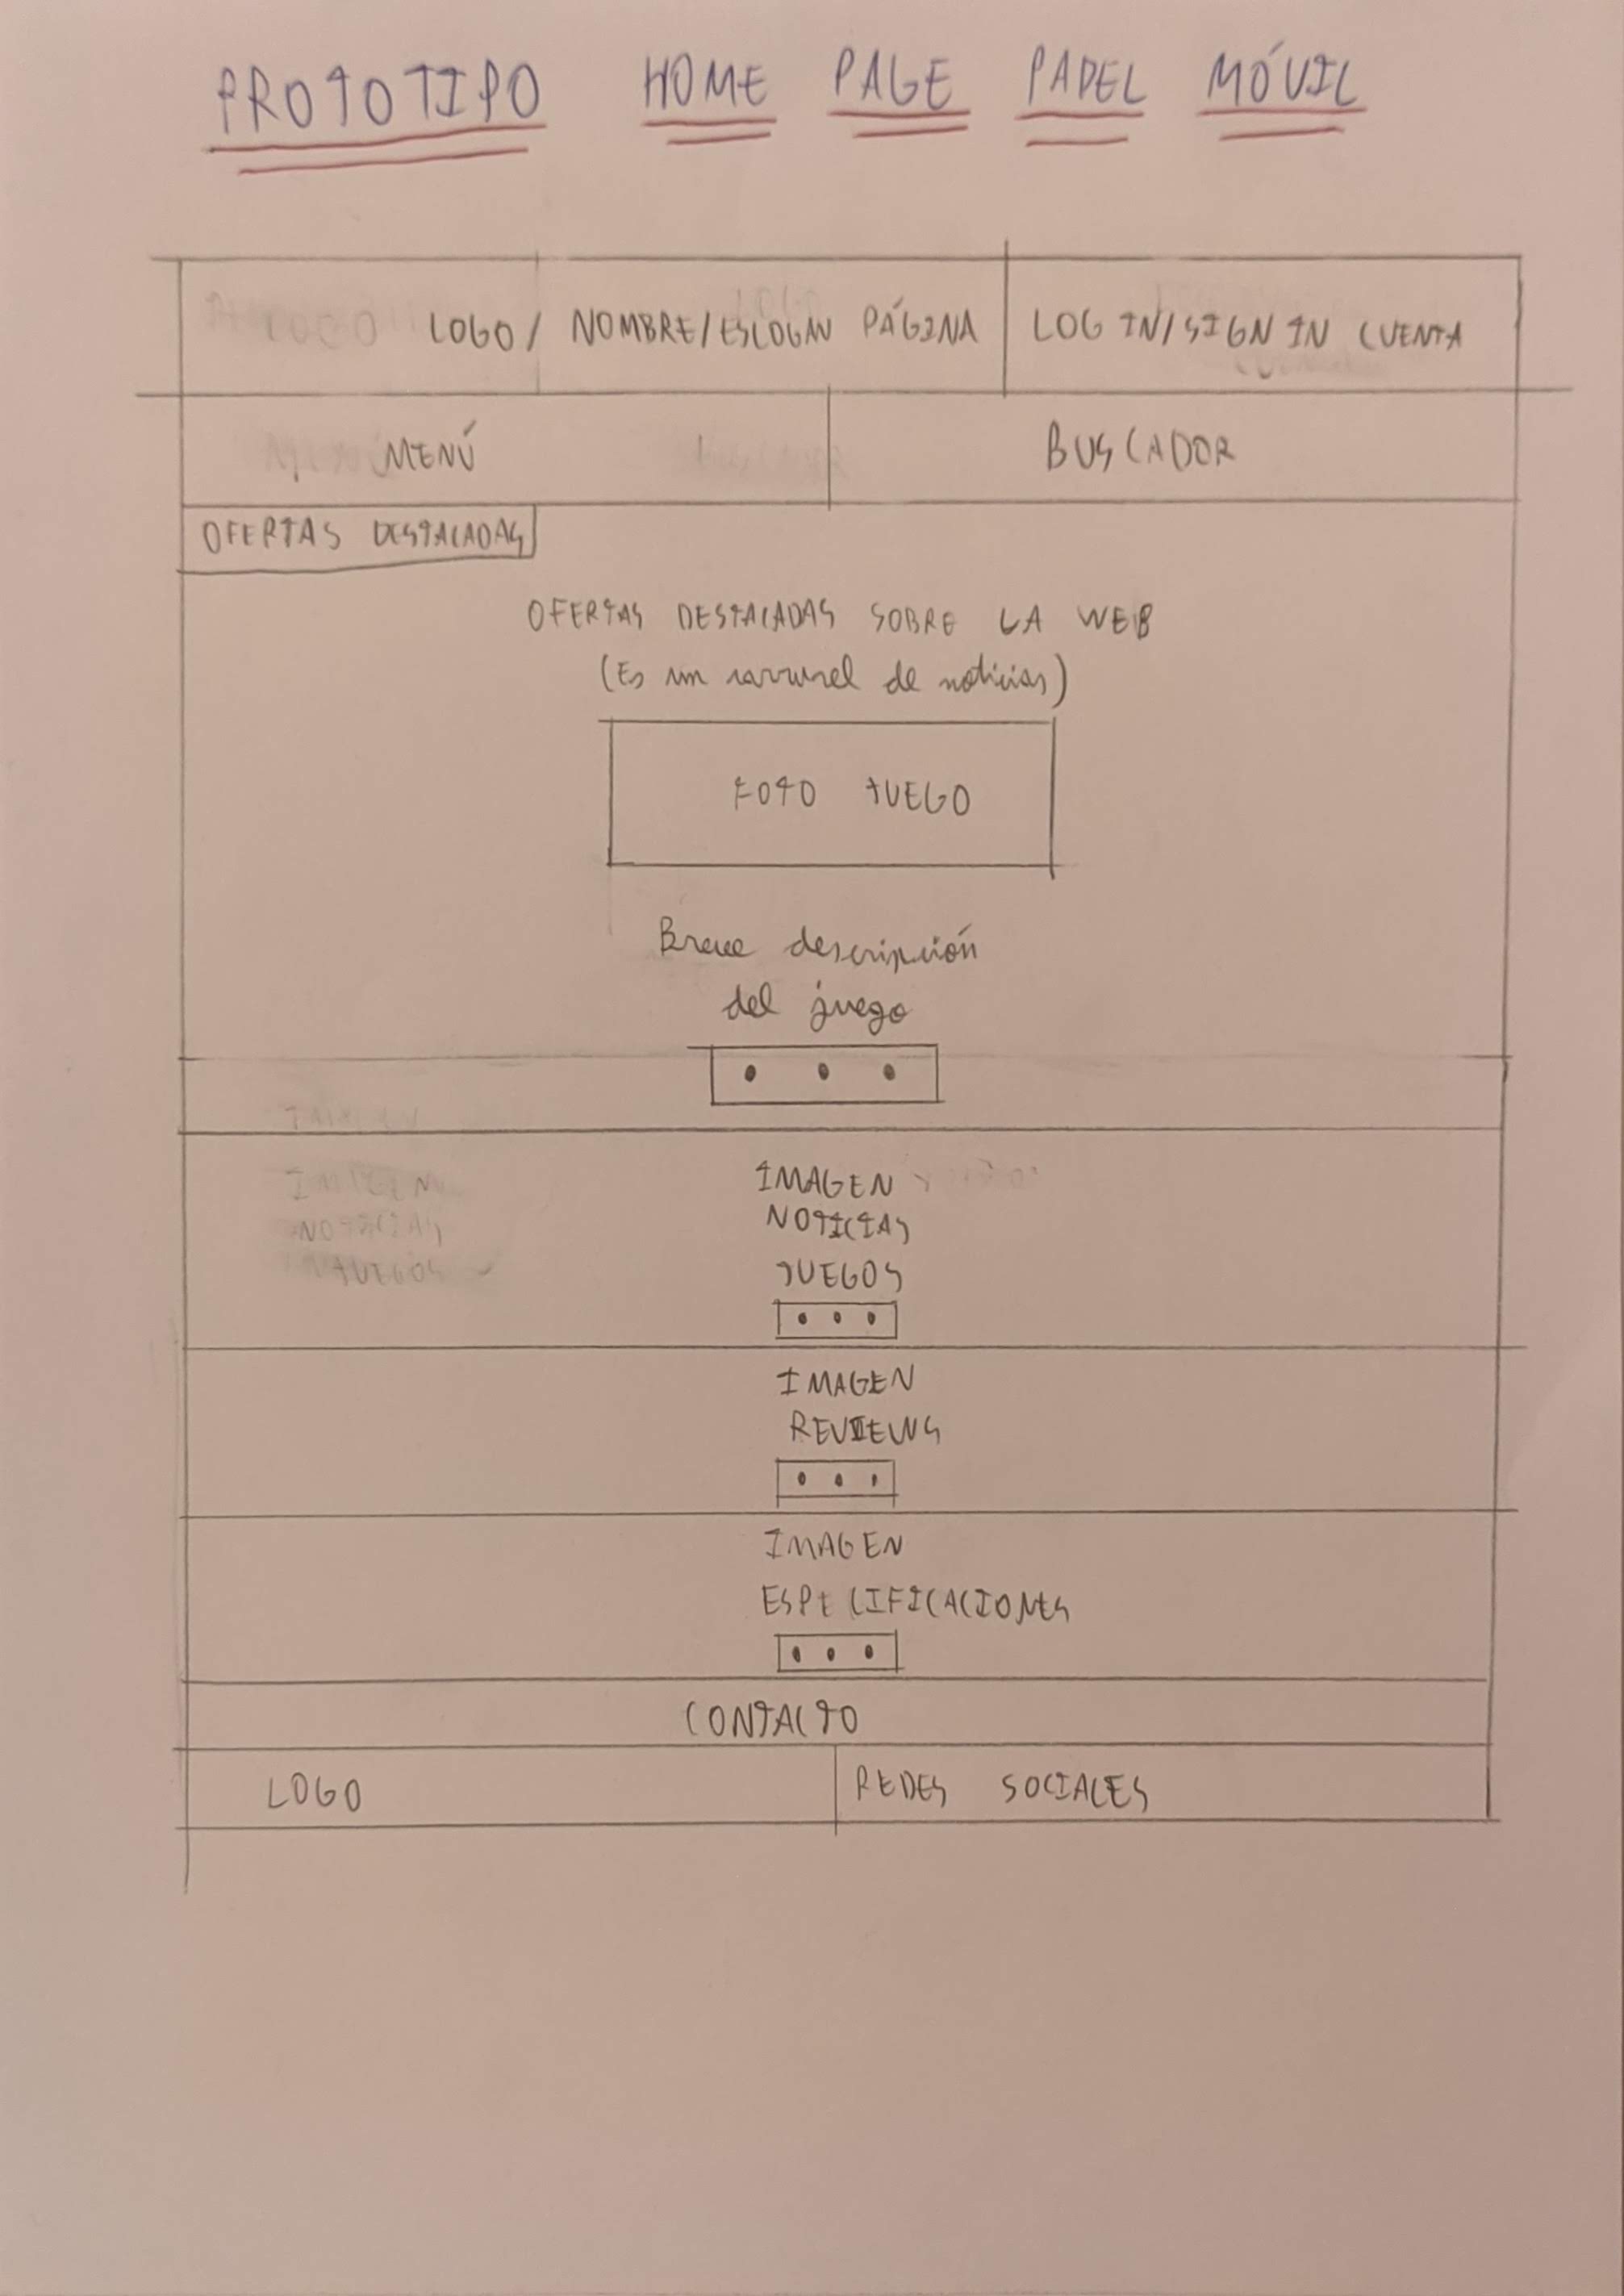 PROTOTIPO HOME PAGE PAPEL MÓVIL
LOGO / NOMBRE/ESLOGAN PÁGINA
LOG IN/SIGN IN CUENTA
MENÚ
BUSCADOR
OFERTAS DESTACADAS
OFERTAS DESTACADAS SOBRE LA WEB
(Es un carrusel de noticias)
FOTO JUEGO
Breve descripción
del juego
IMAGEN
NOTICIAS
JUEGOS
IMAGEN
REVIEWS
IMAGEN
ESPECIFICACIONES
CONTACTO
LOGO
REDES SOCIALES